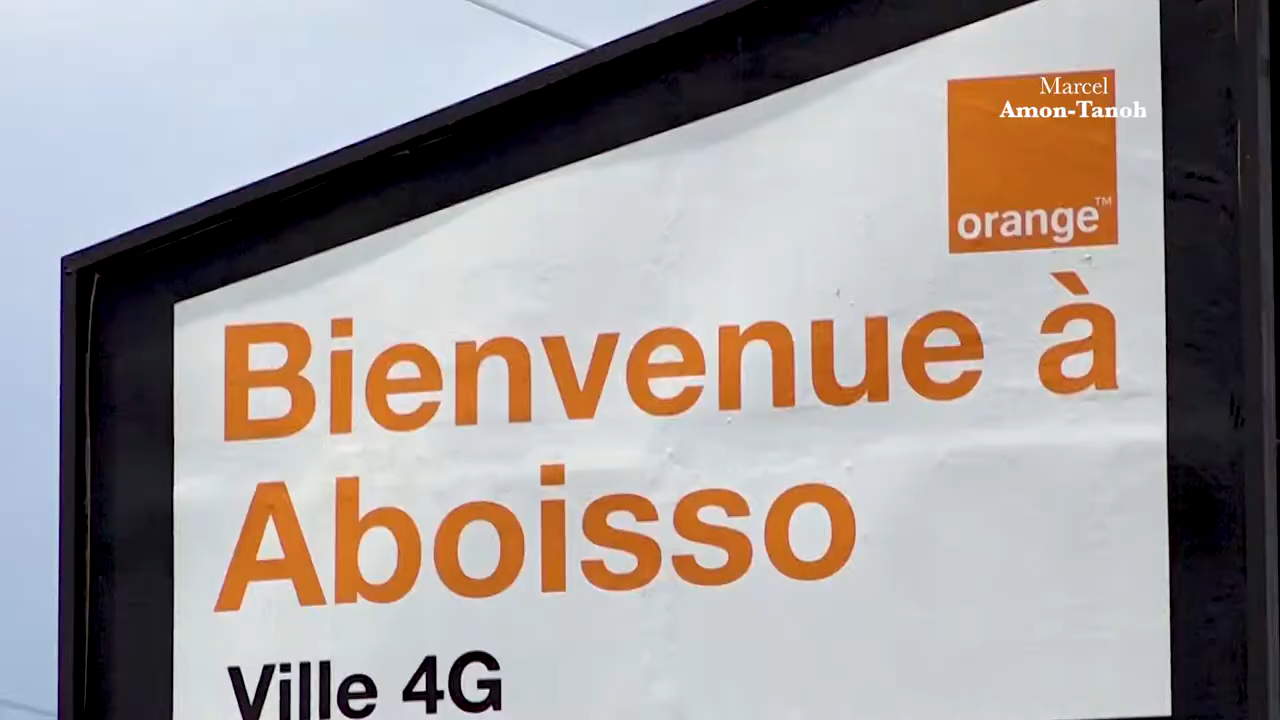 Marcel
Amon-Tanoh
orange™
Bienvenue à
Aboisso
Ville 4G